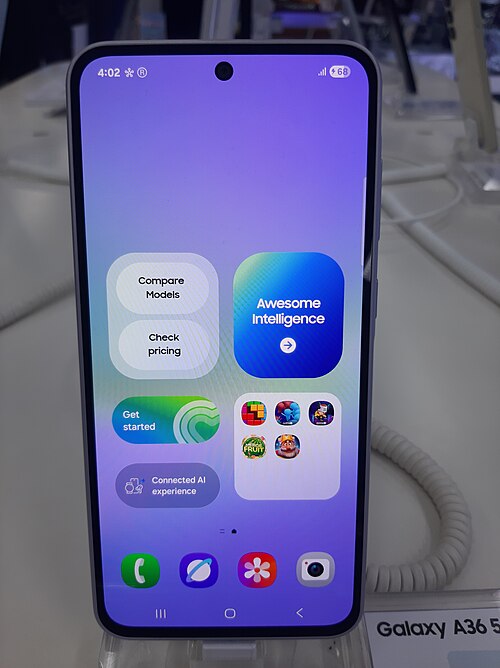 4:02 Ⓡ
68
Compare
Models
Check
pricing
Awesome
Intelligence
Get
started
FRUIT
Connected AI
experience
Galaxy A36 5